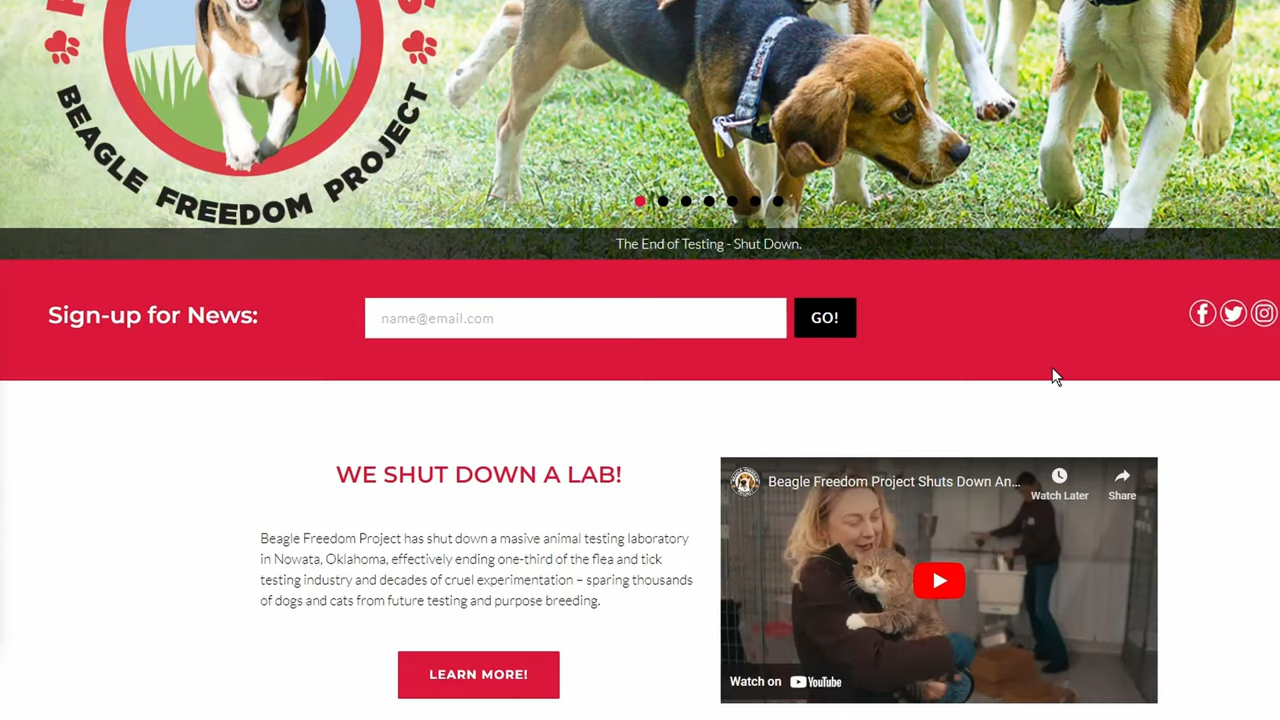 BEAGLE FREEDOM PROJECT
The End of Testing - Shut Down.
Sign-up for News:
name@email.com
GO!
WE SHUT DOWN A LAB!
Beagle Freedom Project has shut down a masive animal testing laboratory
in Nowata, Oklahoma, effectively ending one-third of the flea and tick
testing industry and decades of cruel experimentation – sparing thousands
of dogs and cats from future testing and purpose breeding.
LEARN MORE!
Beagle Freedom Project Shuts Down An...
Watch Later
Share
Watch on YouTube